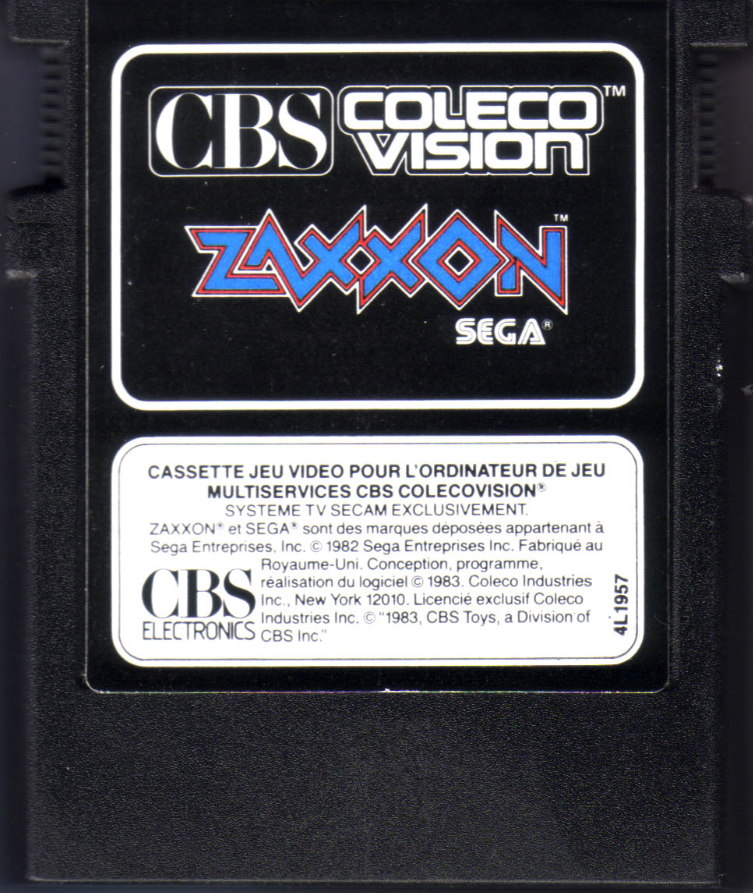 CBS COLECO VISION™
ZAXXON™
SEGA®
CASSETTE JEU VIDEO POUR L'ORDINATEUR DE JEU
MULTISERVICES CBS COLECOVISION®
SYSTEME TV SECAM EXCLUSIVEMENT.
ZAXXON® et SEGA® sont des marques déposées appartenant à
Sega Entreprises, Inc. © 1982 Sega Entreprises Inc. Fabriqué au
Royaume-Uni. Conception, programme,
réalisation du logiciel © 1983. Coleco Industries
Inc., New York 12010. Licencié exclusif Coleco
Industries Inc. © "1983, CBS Toys, a Division of
CBS Inc."
CBS
ELECTRONICS
4L1957